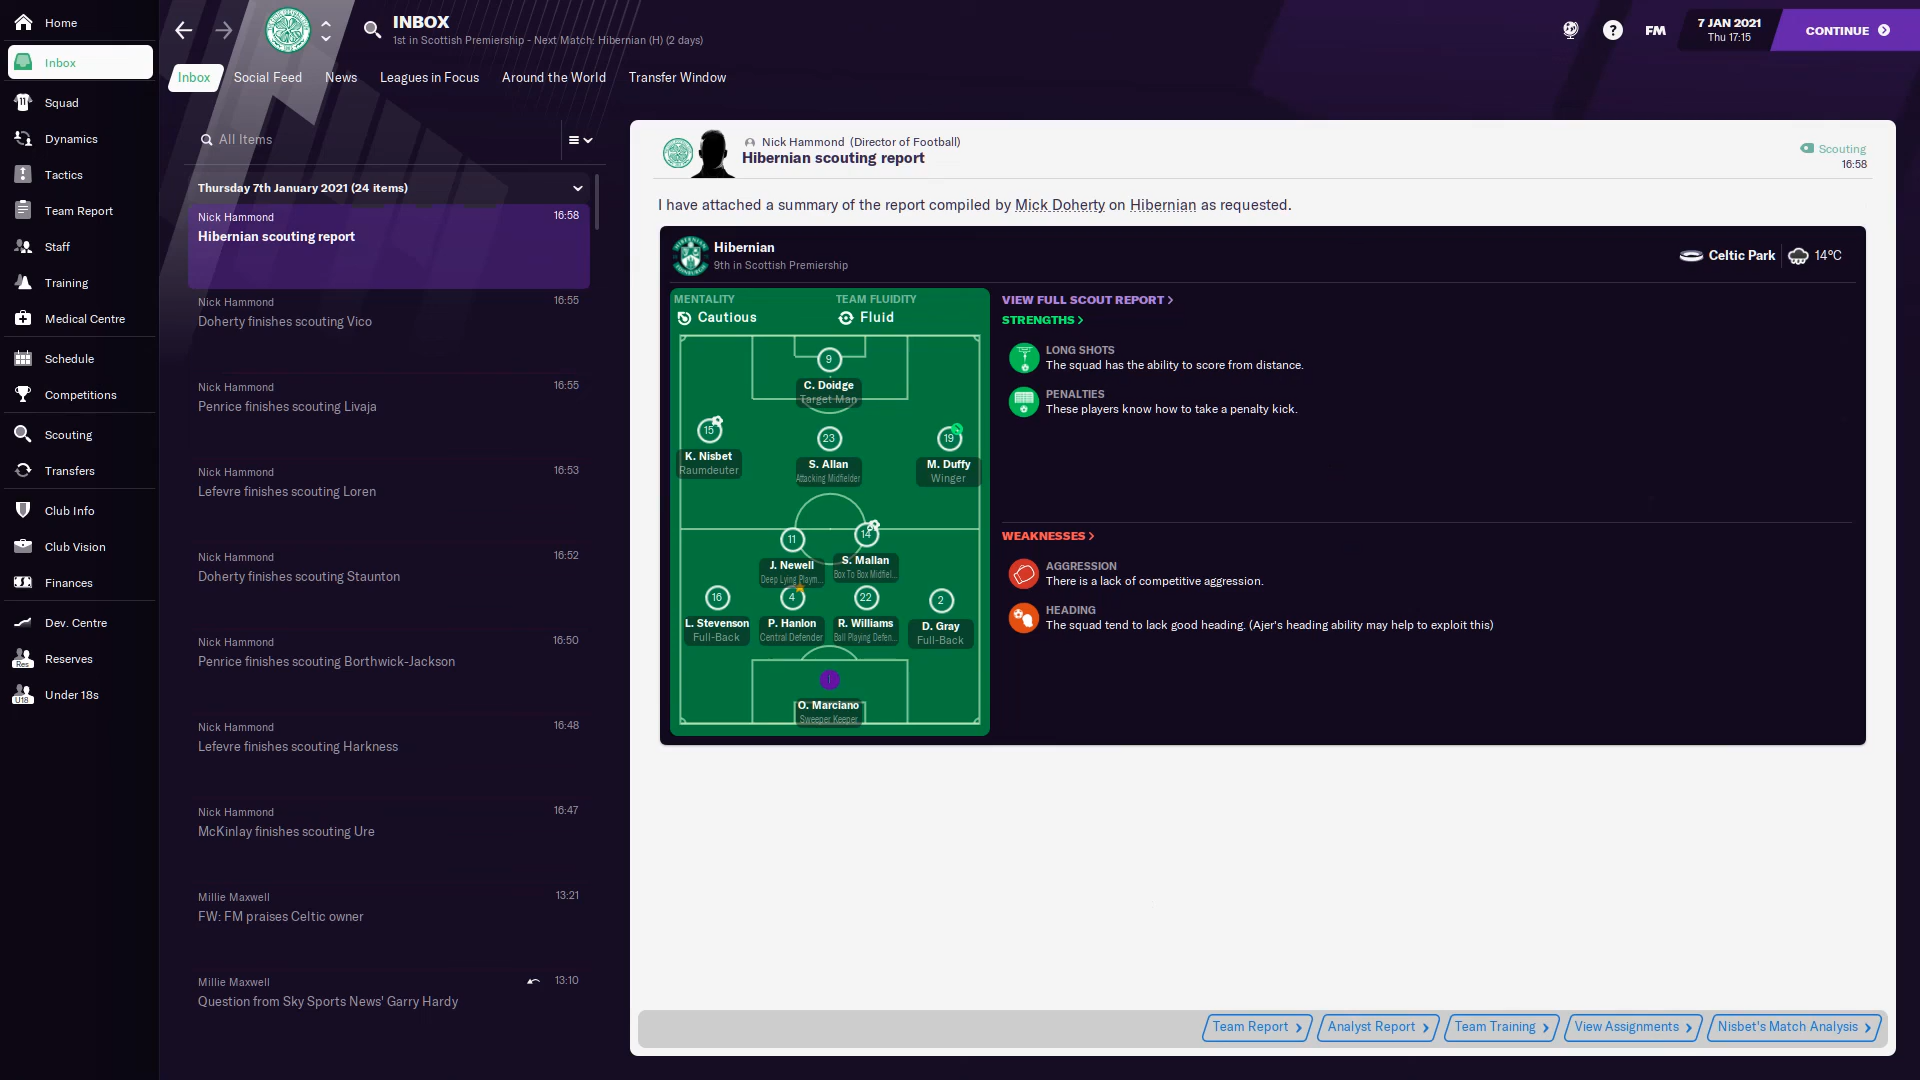 Home
Inbox
Squad
Dynamics
Tactics
Team Report
Staff
Training
Medical Centre
Schedule
Competitions
Scouting
Transfers
Club Info
Club Vision
Finances
Dev. Centre
Reserves
Under 18s
INBOX
1st in Scottish Premiership - Next Match: Hibernian (H) (2 days)
FM
7 JAN 2021
Thu 17:15
CONTINUE
Inbox Social Feed News Leagues in Focus Around the World Transfer Window
All Items
Thursday 7th January 2021 (24 items)
Nick Hammond 16:58
Hibernian scouting report
Nick Hammond 16:55
Doherty finishes scouting Vico
Nick Hammond 16:55
Penrice finishes scouting Livaja
Nick Hammond 16:53
Lefevre finishes scouting Loren
Nick Hammond 16:52
Doherty finishes scouting Staunton
Nick Hammond 16:50
Penrice finishes scouting Borthwick-Jackson
Nick Hammond 16:48
Lefevre finishes scouting Harkness
Nick Hammond 16:47
McKinlay finishes scouting Ure
Millie Maxwell 13:21
FW: FM praises Celtic owner
Millie Maxwell 13:10
Question from Sky Sports News' Garry Hardy
Nick Hammond (Director of Football)
Hibernian scouting report
Scouting
16:58
I have attached a summary of the report compiled by Mick Doherty on Hibernian as requested.
Hibernian
9th in Scottish Premiership
Celtic Park 14°C
MENTALITY TEAM FLUIDITY
Cautious Fluid
9
C. Doidge
Target Man
15 23 19
K. Nisbet S. Allan M. Duffy
Raumdeuter Attacking Midfielder Winger
11 14
J. Newell S. Mallan
Deep Lying Playm... Box To Box Midfiel...
16 4 22 2
L. Stevenson P. Hanlon R. Williams D. Gray
Full-Back Central Defender Ball Playing Defen... Full-Back
1
O. Marciano
Sweeper Keeper
VIEW FULL SCOUT REPORT
STRENGTHS
LONG SHOTS
The squad has the ability to score from distance.
PENALTIES
These players know how to take a penalty kick.
WEAKNESSES
AGGRESSION
There is a lack of competitive aggression.
HEADING
The squad tend to lack good heading. (Ajer's heading ability may help to exploit this)
Team Report Analyst Report Team Training View Assignments Nisbet's Match Analysis